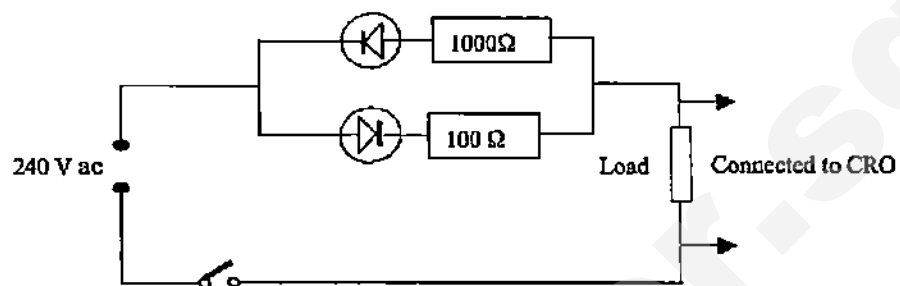 1000Ω
100 Ω
240 V ac
Load
Connected to CRO